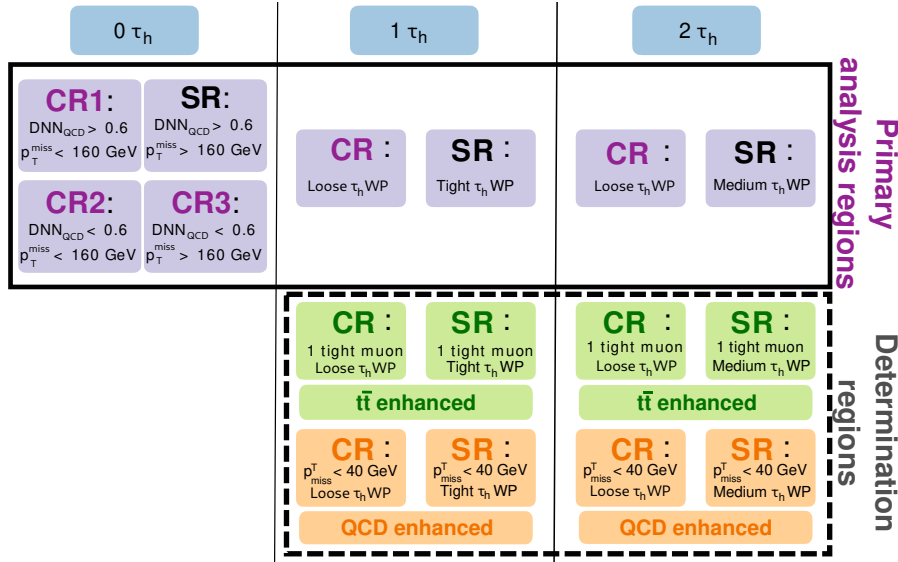 0 τh
1 τh
2 τh
CR1:
DNNQCD > 0.6
pTmiss < 160 GeV
SR:
DNNQCD > 0.6
pTmiss > 160 GeV
CR2:
DNNQCD < 0.6
pTmiss < 160 GeV
CR3:
DNNQCD < 0.6
pTmiss > 160 GeV
CR :
Loose τh WP
SR :
Tight τh WP
CR :
Loose τh WP
SR :
Medium τh WP
Primary
analysis regions
CR :
1 tight muon
Loose τh WP
SR :
1 tight muon
Tight τh WP
tt̄ enhanced
CR :
1 tight muon
Loose τh WP
SR :
1 tight muon
Medium τh WP
tt̄ enhanced
CR :
pTmiss < 40 GeV
Loose τh WP
SR :
pTmiss < 40 GeV
Tight τh WP
QCD enhanced
CR :
pTmiss < 40 GeV
Loose τh WP
SR :
pTmiss < 40 GeV
Medium τh WP
QCD enhanced
Determination
regions